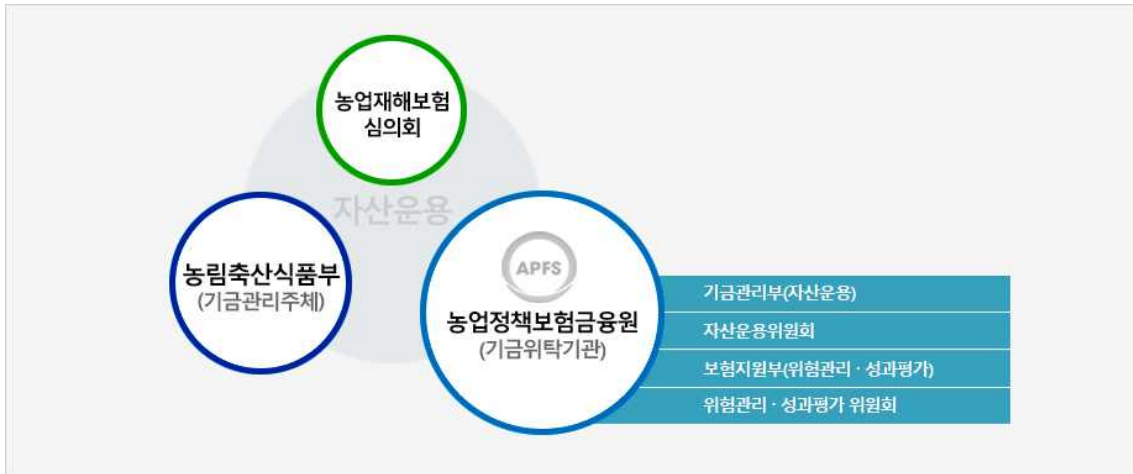 농업재해보험
심의회
자산운용
농림축산식품부
(기금관리주체)
APFS
농업정책보험금융원
(기금위탁기관)
기금관리부(자산운용)
자산운용위원회
보험지원부(위험관리 · 성과평가)
위험관리 · 성과평가 위원회